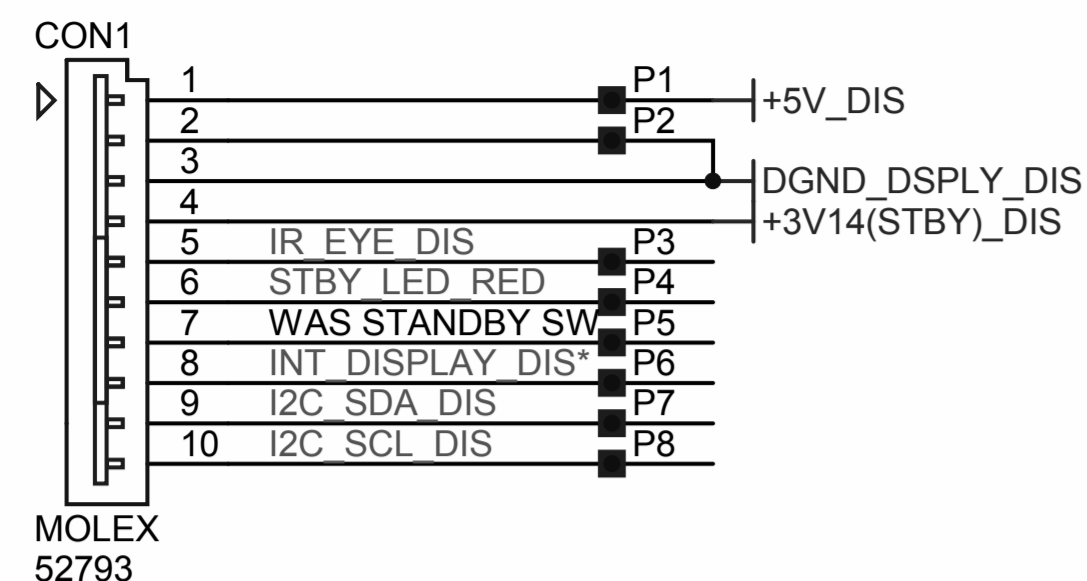 CON1
1 P1 +5V_DIS
2 P2
3 DGND_DSPLY_DIS
4 +3V14(STBY)_DIS
5 IR_EYE_DIS P3
6 STBY_LED_RED P4
7 WAS STANDBY SW P5
8 INT_DISPLAY_DIS* P6
9 I2C_SDA_DIS P7
10 I2C_SCL_DIS P8
MOLEX
52793